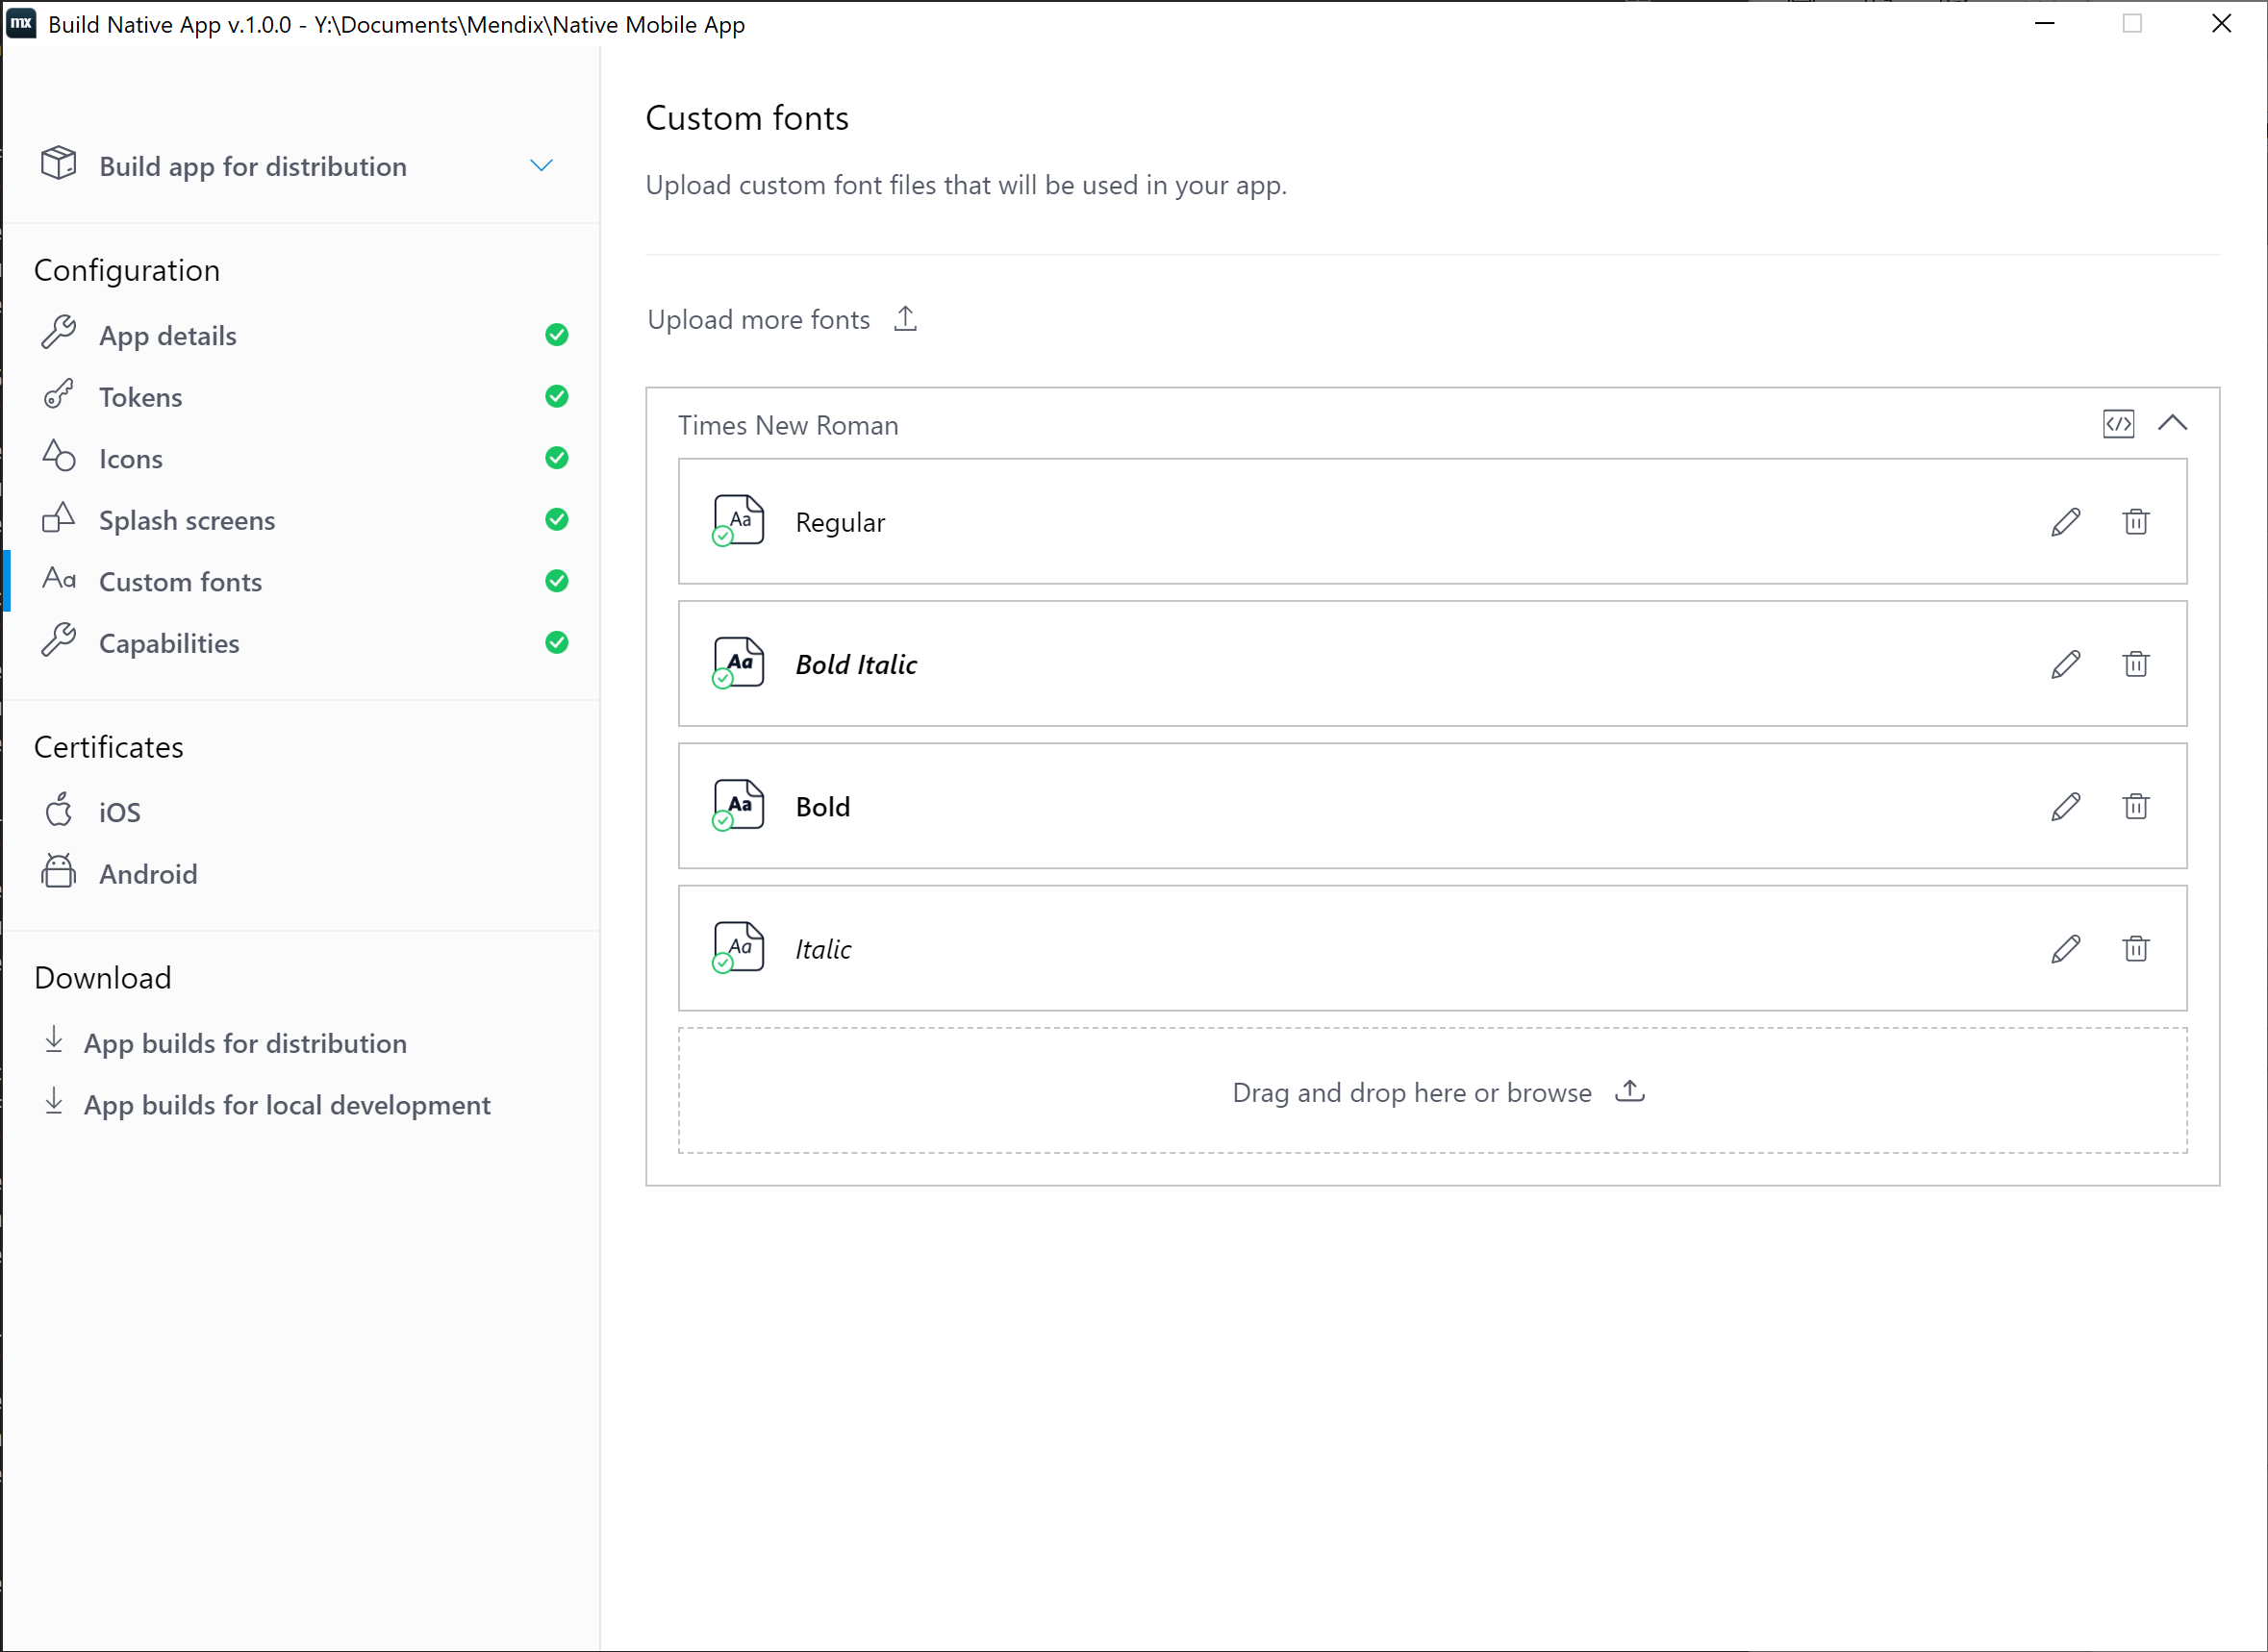 mx Build Native App v.1.0.0 - Y:\Documents\Mendix\Native Mobile App
Build app for distribution
Configuration
App details
Tokens
Icons
Splash screens
Aa Custom fonts
Capabilities
Certificates
iOS
Android
Download
App builds for distribution
App builds for local development
Custom fonts
Upload custom font files that will be used in your app.
Upload more fonts
Times New Roman </>
Aa Regular
Aa Bold Italic
Aa Bold
Aa Italic
Drag and drop here or browse